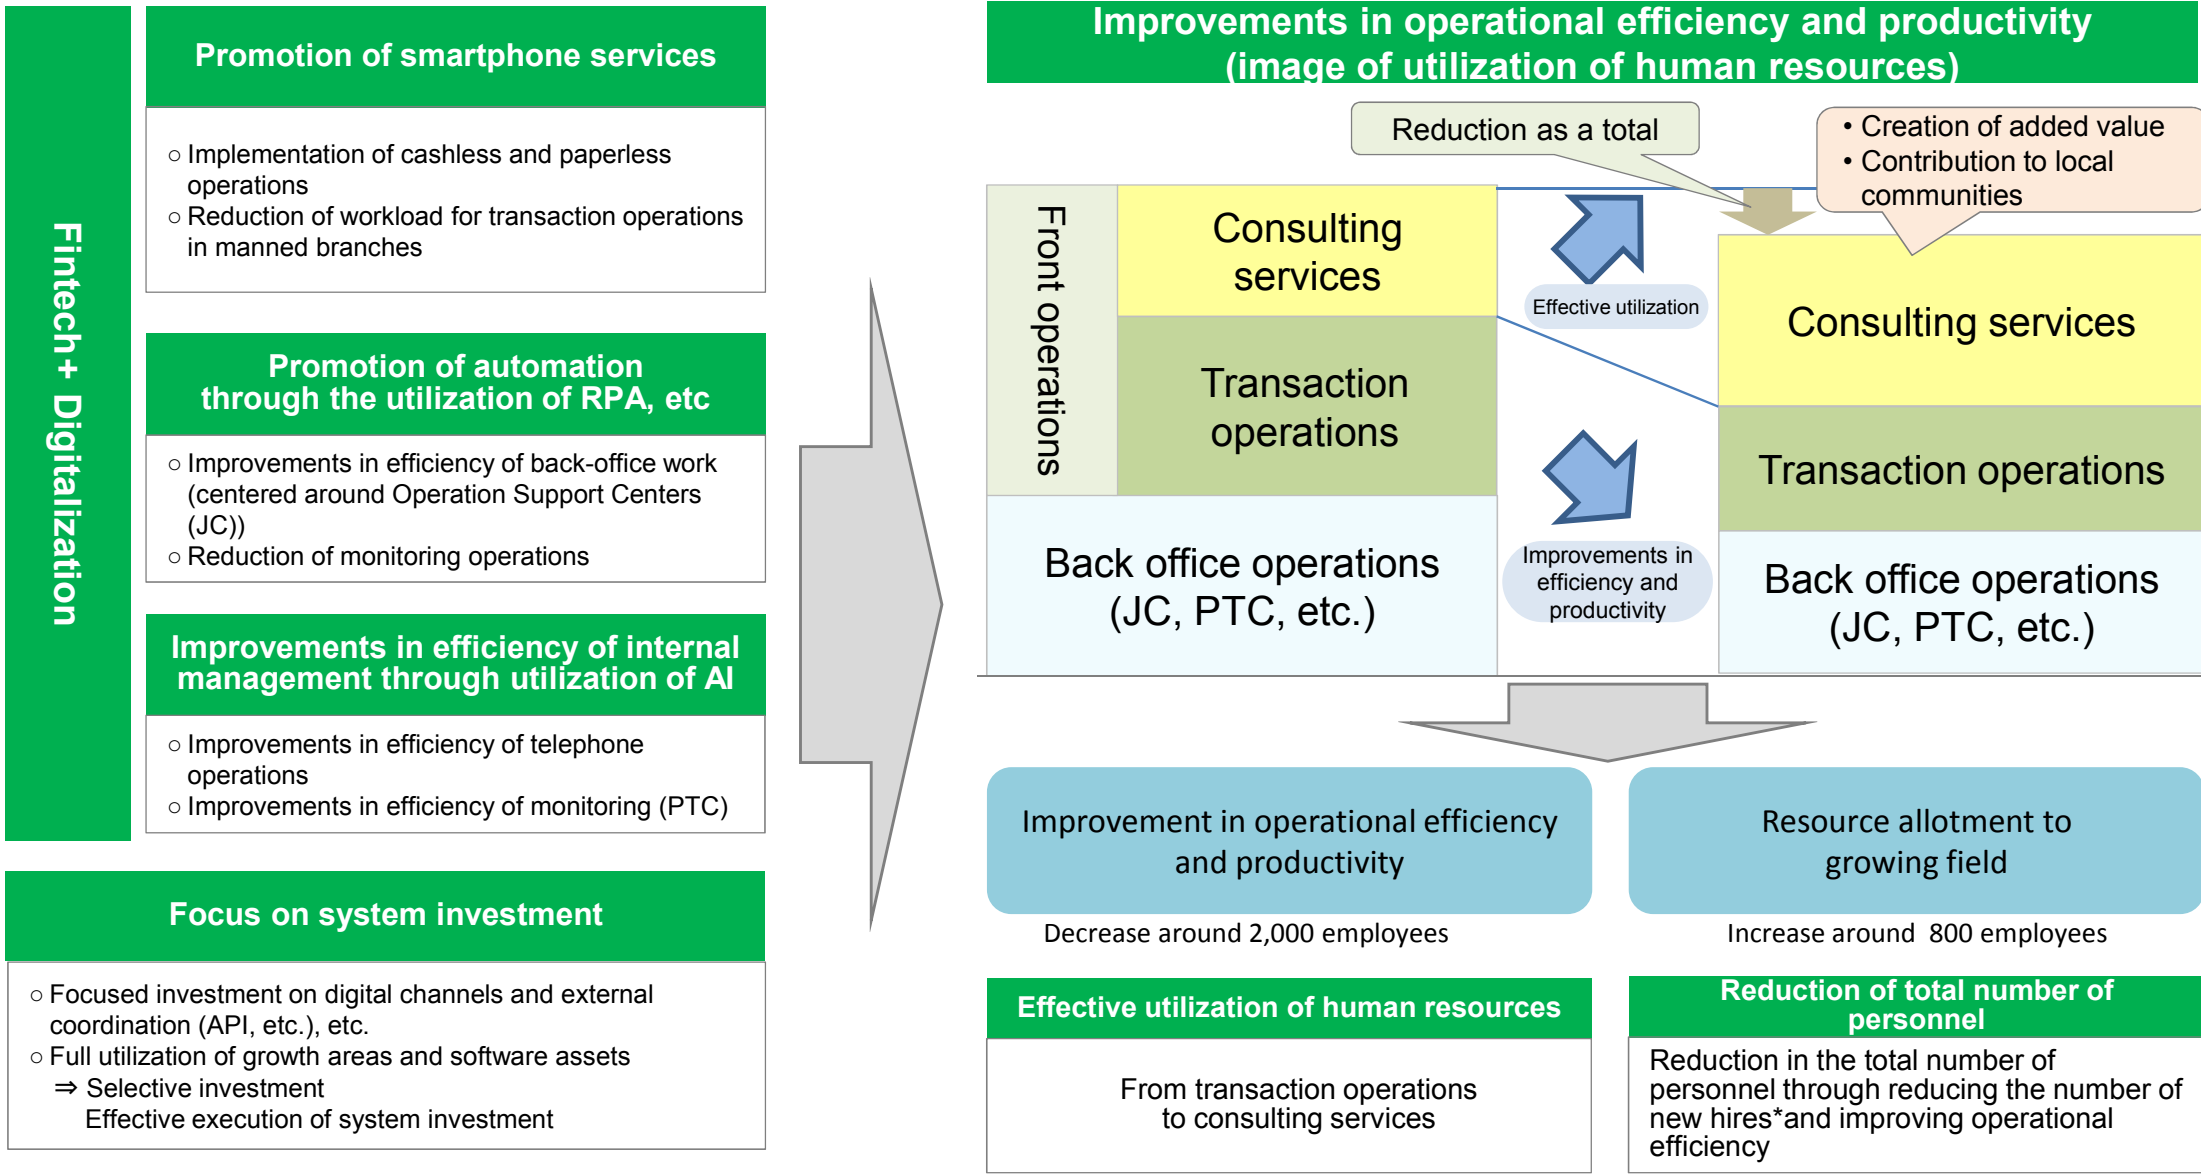 Fintech+ Digitalization
Promotion of smartphone services
○ Implementation of cashless and paperless
operations
○ Reduction of workload for transaction operations
in manned branches
Promotion of automation
through the utilization of RPA, etc
○ Improvements in efficiency of back-office work
(centered around Operation Support Centers
(JC))
○ Reduction of monitoring operations
Improvements in efficiency of internal
management through utilization of AI
○ Improvements in efficiency of telephone
operations
○ Improvements in efficiency of monitoring (PTC)
Focus on system investment
○ Focused investment on digital channels and external
coordination (API, etc.), etc.
○ Full utilization of growth areas and software assets
⇒ Selective investment
Effective execution of system investment
Improvements in operational efficiency and productivity
(image of utilization of human resources)
Reduction as a total
• Creation of added value
• Contribution to local
communities
Front operations
Consulting
services
Transaction
operations
Back office operations
(JC, PTC, etc.)
Effective utilization
Improvements in
efficiency and
productivity
Consulting services
Transaction operations
Back office operations
(JC, PTC, etc.)
Improvement in operational efficiency
and productivity
Decrease around 2,000 employees
Resource allotment to
growing field
Increase around 800 employees
Effective utilization of human resources
From transaction operations
to consulting services
Reduction of total number of
personnel
Reduction in the total number of
personnel through reducing the number of
new hires*and improving operational
efficiency